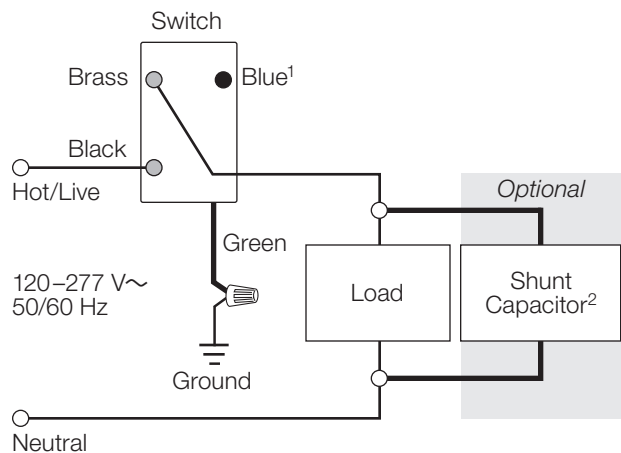 Switch
Brass
Blue¹
Black
Hot/Live
Optional
Green
120–277 V~
50/60 Hz
Load
Shunt
Capacitor²
Ground
Neutral